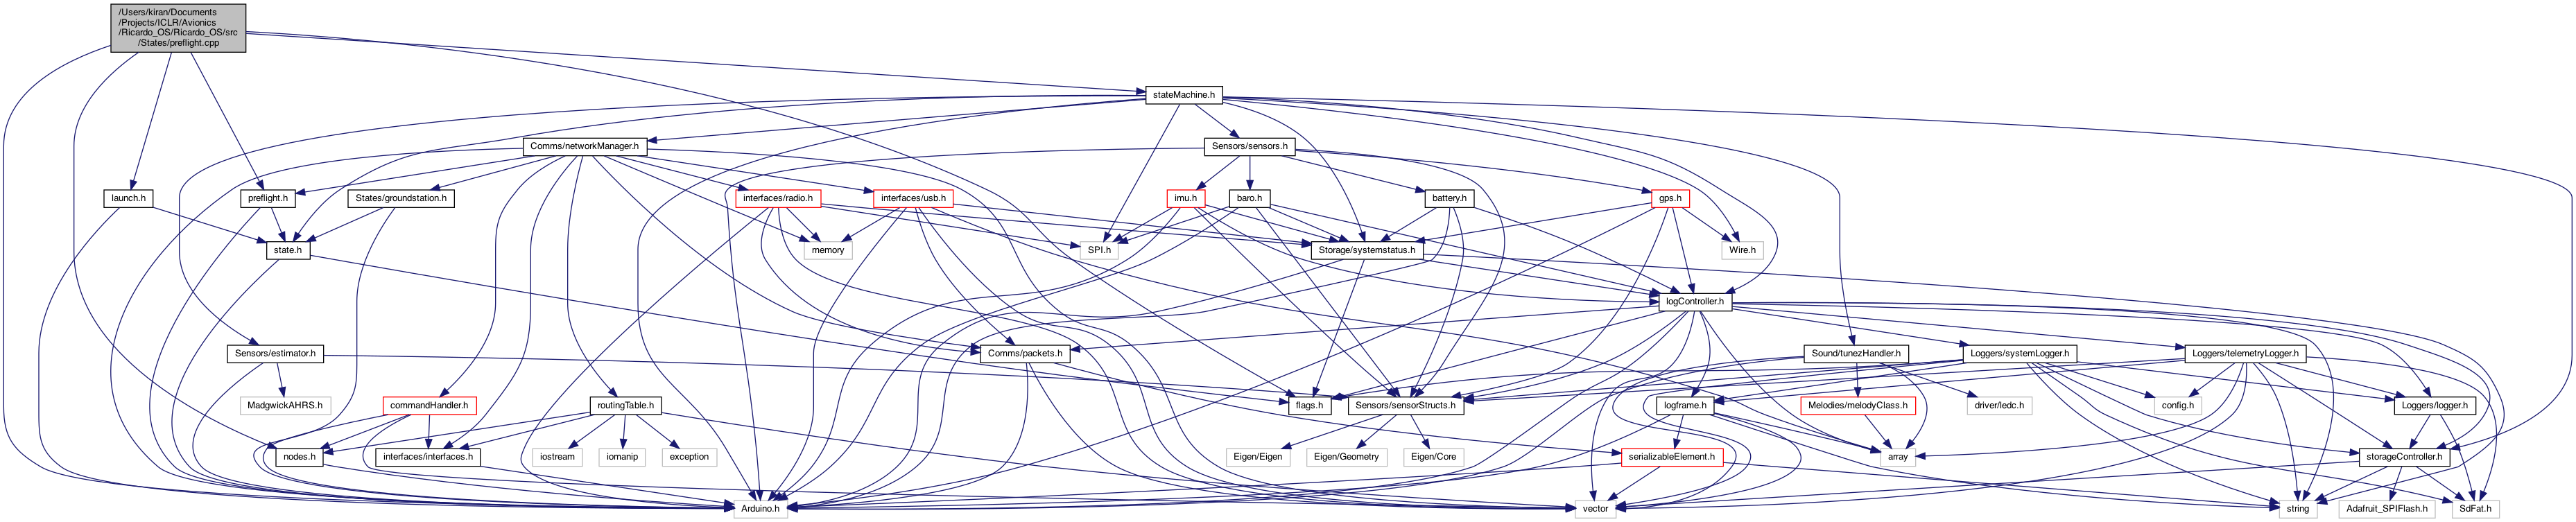 /Users/kiran/Documents
/Projects/ICLR/Avionics
/Ricardo_OS/Ricardo_OS/src
/States/preflight.cpp
stateMachine.h
Comms/networkManager.h
Sensors/sensors.h
launch.h
preflight.h
States/groundstation.h
interfaces/radio.h
interfaces/usb.h
imu.h
baro.h
battery.h
gps.h
state.h
memory
SPI.h
Storage/systemstatus.h
Wire.h
logController.h
Sensors/estimator.h
Comms/packets.h
Sound/tunezHandler.h
Loggers/systemLogger.h
Loggers/telemetryLogger.h
MadgwickAHRS.h
commandHandler.h
routingTable.h
flags.h
Sensors/sensorStructs.h
logframe.h
Melodies/melodyClass.h
driver/ledc.h
config.h
Loggers/logger.h
nodes.h
interfaces/interfaces.h
iostream
iomanip
exception
Eigen/Eigen
Eigen/Geometry
Eigen/Core
serializableElement.h
array
storageController.h
Arduino.h
vector
string
Adafruit_SPIFlash.h
SdFat.h